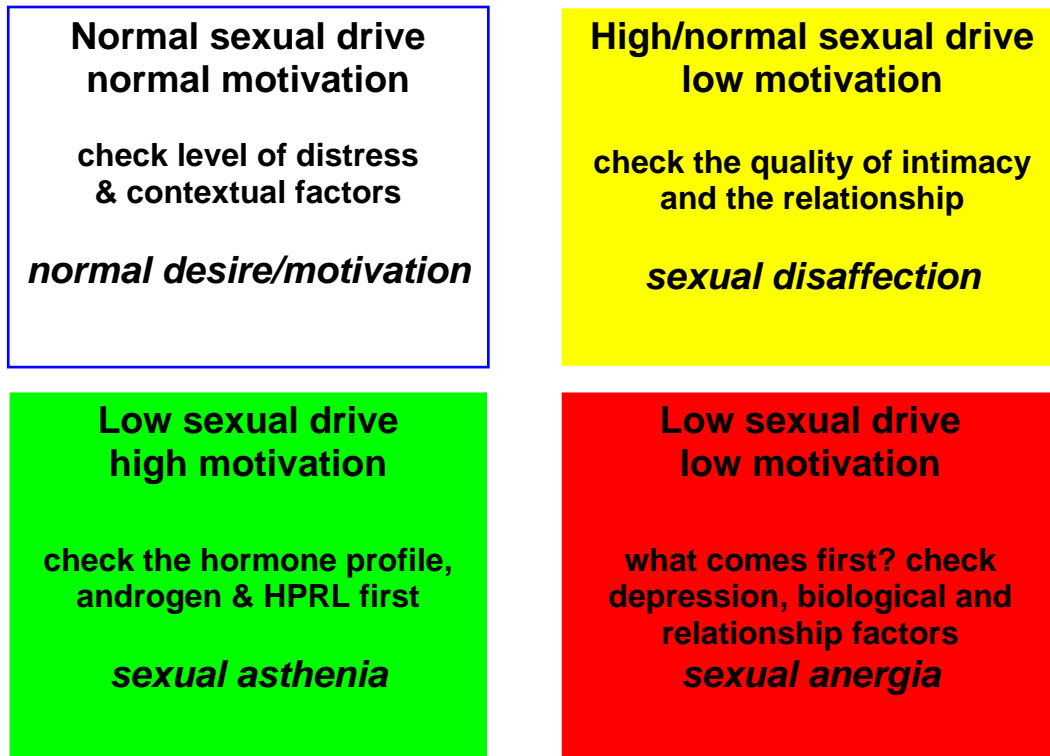 Normal sexual drive
normal motivation
check level of distress
& contextual factors
normal desire/motivation
High/normal sexual drive
low motivation
check the quality of intimacy
and the relationship
sexual disaffection
Low sexual drive
high motivation
check the hormone profile,
androgen & HPRL first
sexual asthenia
Low sexual drive
low motivation
what comes first? check
depression, biological and
relationship factors
sexual anergia